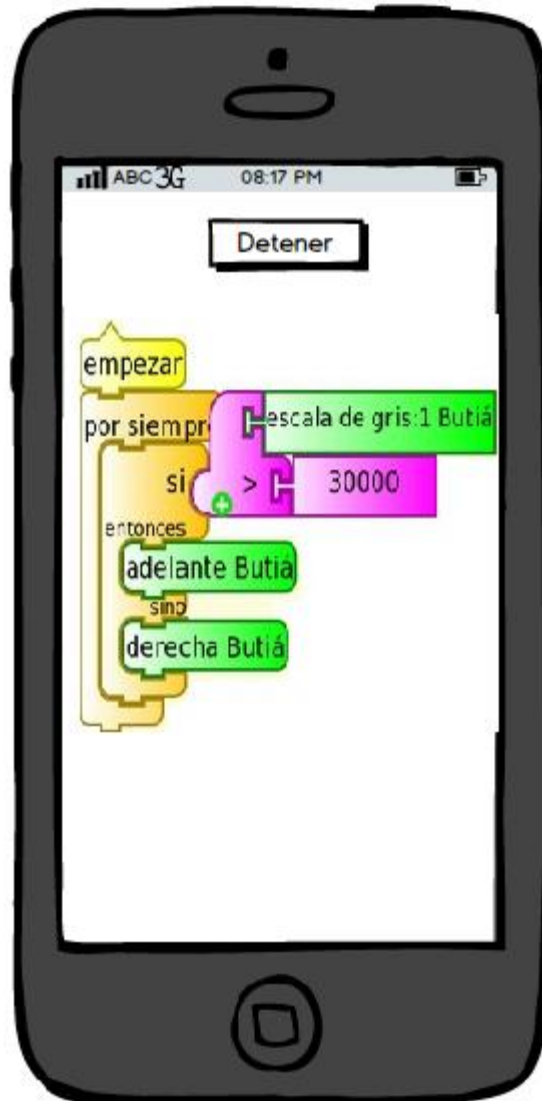 ABC 3G 08:17 PM
Detener
empezar
por siempre
escala de gris:1 Butiá
si > 30000
entonces
adelante Butiá
sino
derecha Butiá